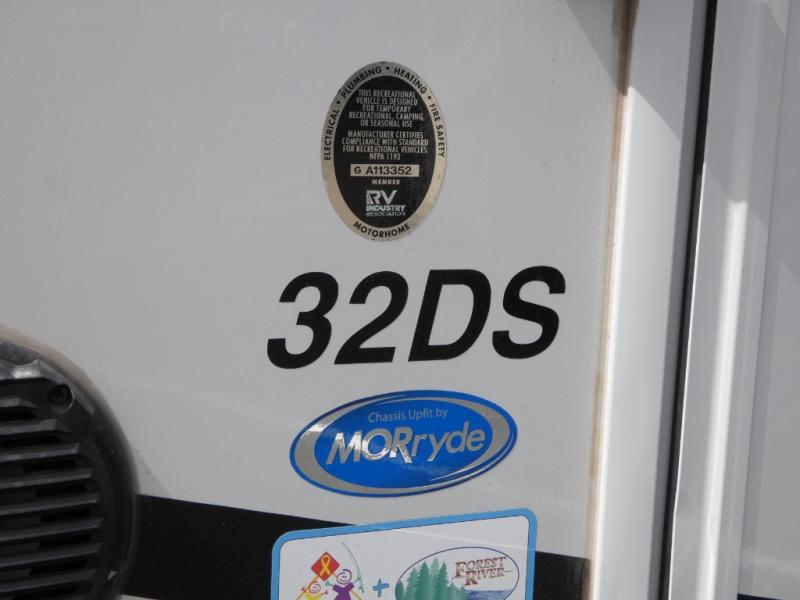 ELECTRICAL • PLUMBING • HEATING • FIRE SAFETY
THIS RECREATIONAL
VEHICLE IS DESIGNED
FOR TEMPORARY
RECREATIONAL, CAMPING,
OR SEASONAL USE
MANUFACTURER CERTIFIES
COMPLIANCE WITH STANDARD
FOR RECREATIONAL VEHICLES
NFPA 1192
G A113352
MEMBER
RV
INDUSTRY
ASSOCIATION
MOTORHOME
32DS
Chassis Upfit by
MORryde
+
FOREST
RIVER